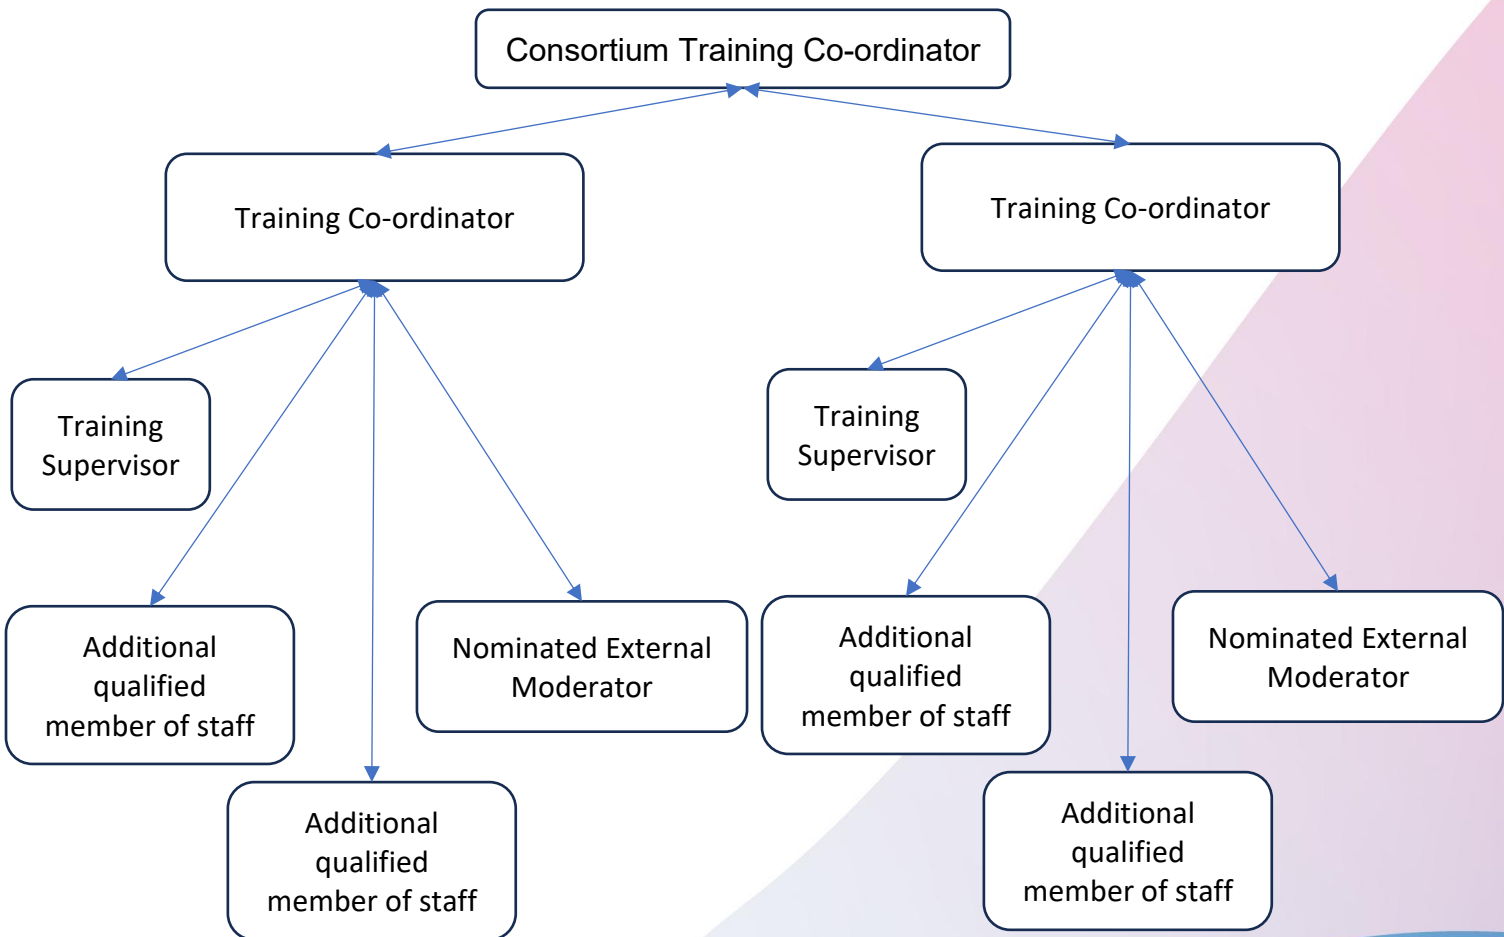 Consortium Training Co-ordinator
Training Co-ordinator
Training Co-ordinator
Training
Supervisor
Training
Supervisor
Additional
qualified
member of staff
Nominated External
Moderator
Additional
qualified
member of staff
Nominated External
Moderator
Additional
qualified
member of staff
Additional
qualified
member of staff